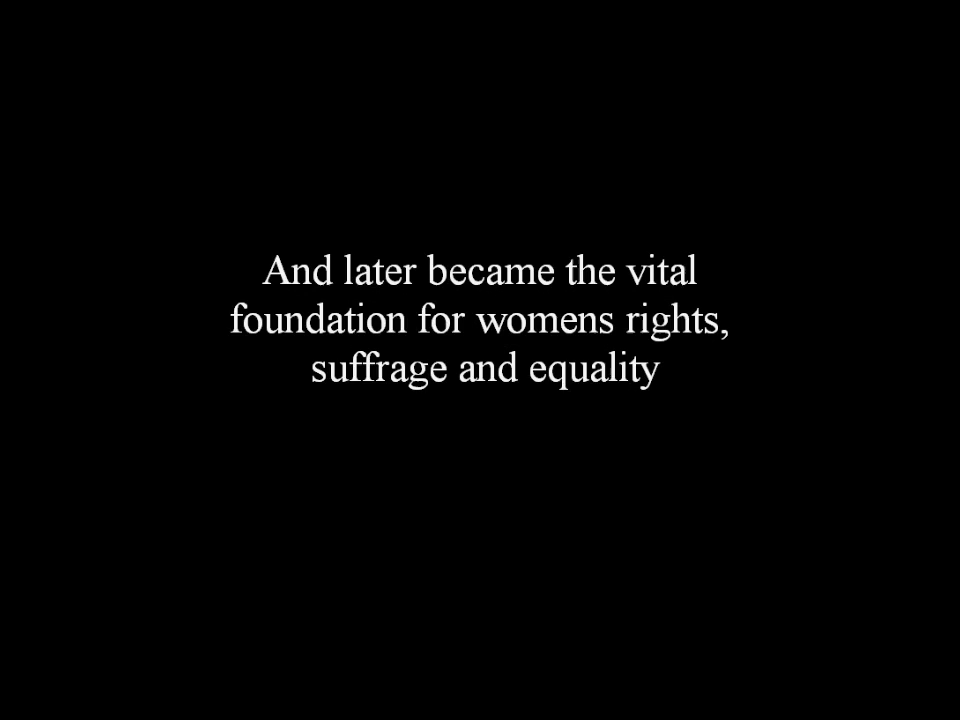 And later became the vital
foundation for womens rights,
suffrage and equality